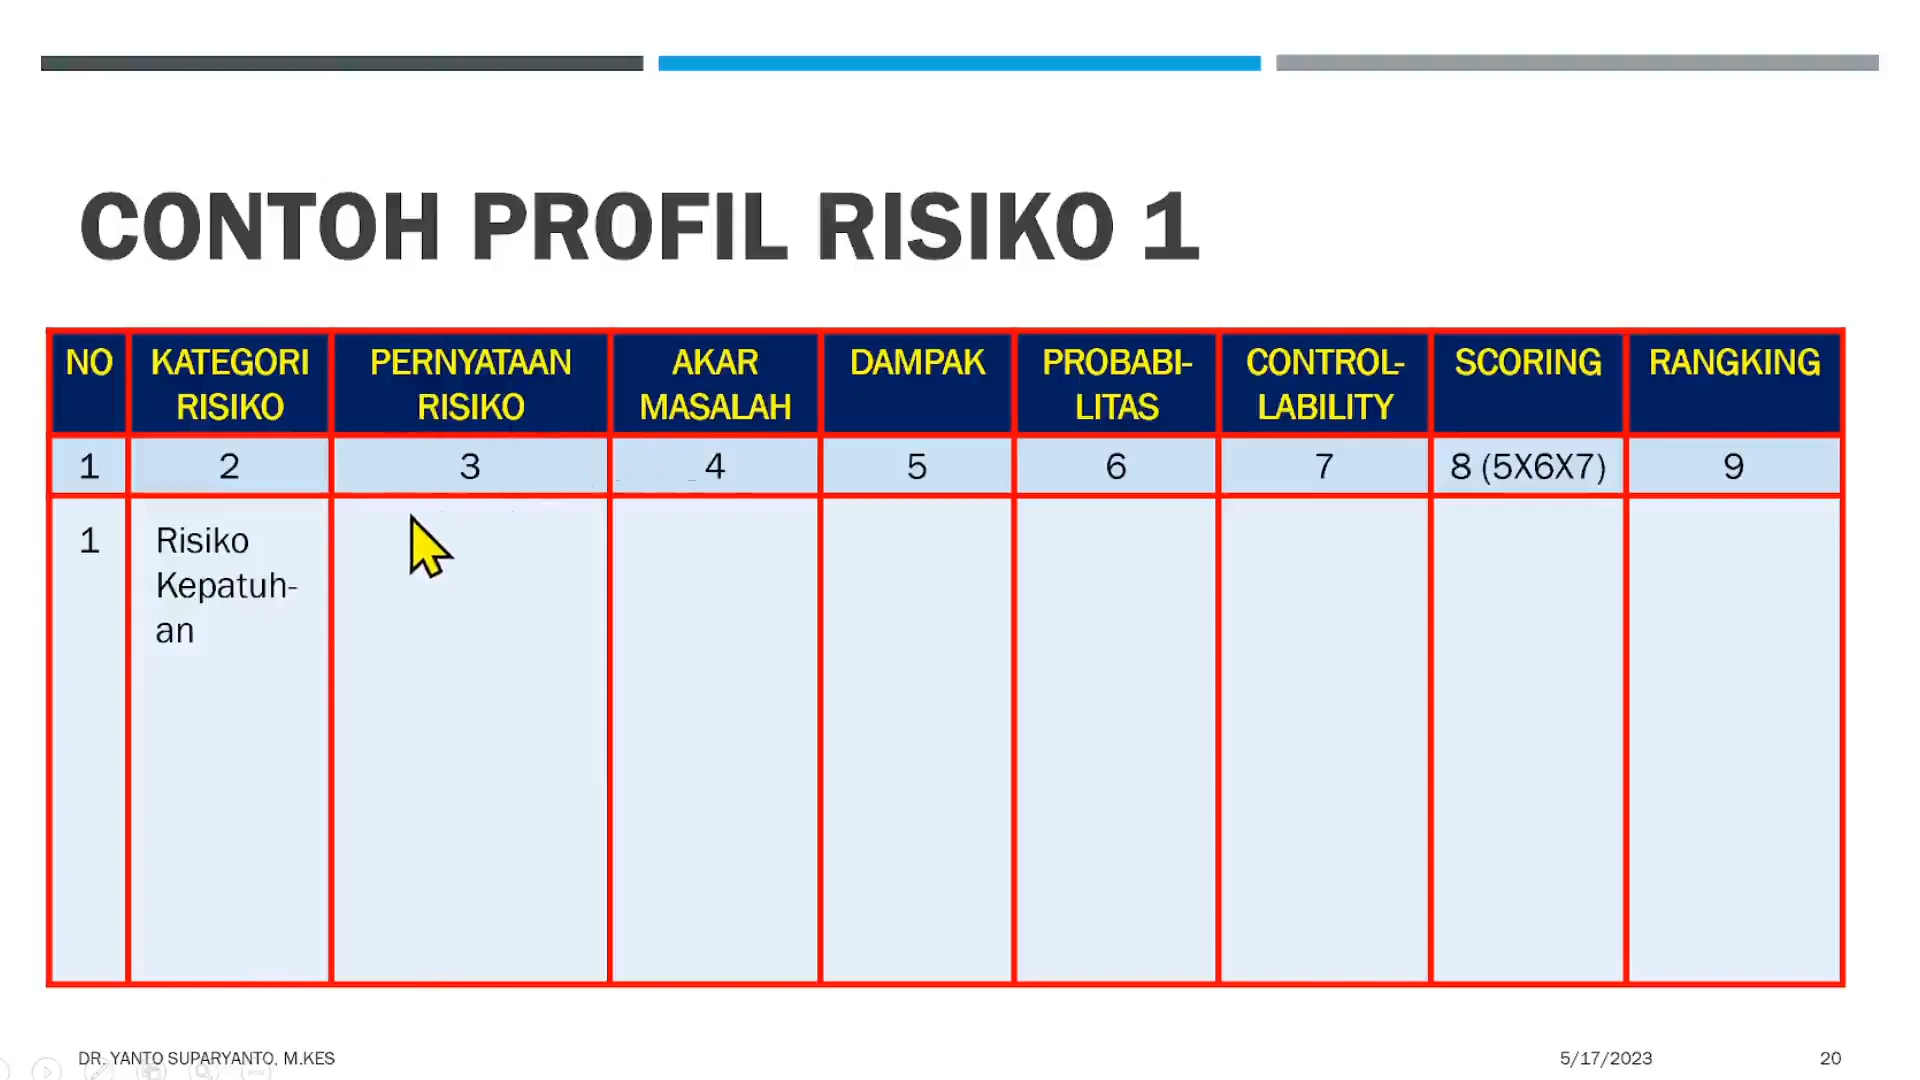 CONTOH PROFIL RISIKO 1
NO
KATEGORI
RISIKO
PERNYATAAN
RISIKO
AKAR
MASALAH
DAMPAK
PROBABI-
LITAS
CONTROL-
LABILITY
SCORING
RANGKING
1
2
3
4
5
6
7
8 (5X6X7)
9
1
Risiko
Kepatuh-
an
DR. YANTO SUPARYANTO, M.KES
5/17/2023
20